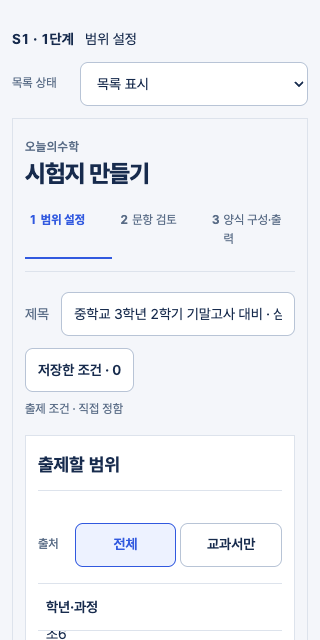 S1 · 1단계 범위 설정
목록 상태 목록 표시
오늘의수학
시험지 만들기
1 범위 설정 2 문항 검토 3 양식 구성·출
력
제목 중학교 3학년 2학기 기말고사 대비 ·
저장한 조건 · 0
출제 조건 · 직접 정함
출제할 범위
출처 전체 교과서만
학년·과정
초6